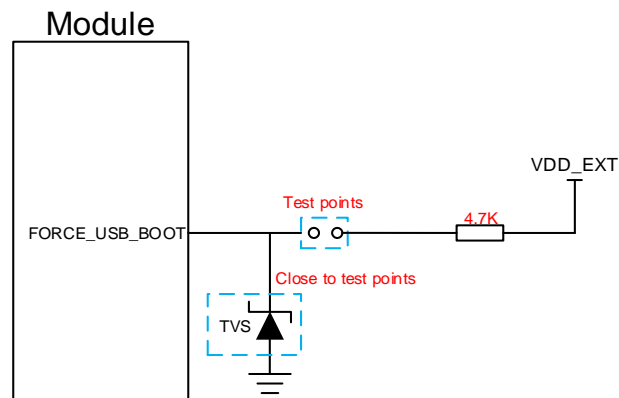 Module
VDD_EXT
Test points
4.7K
FORCE_USB_BOOT
Close to test points
TVS